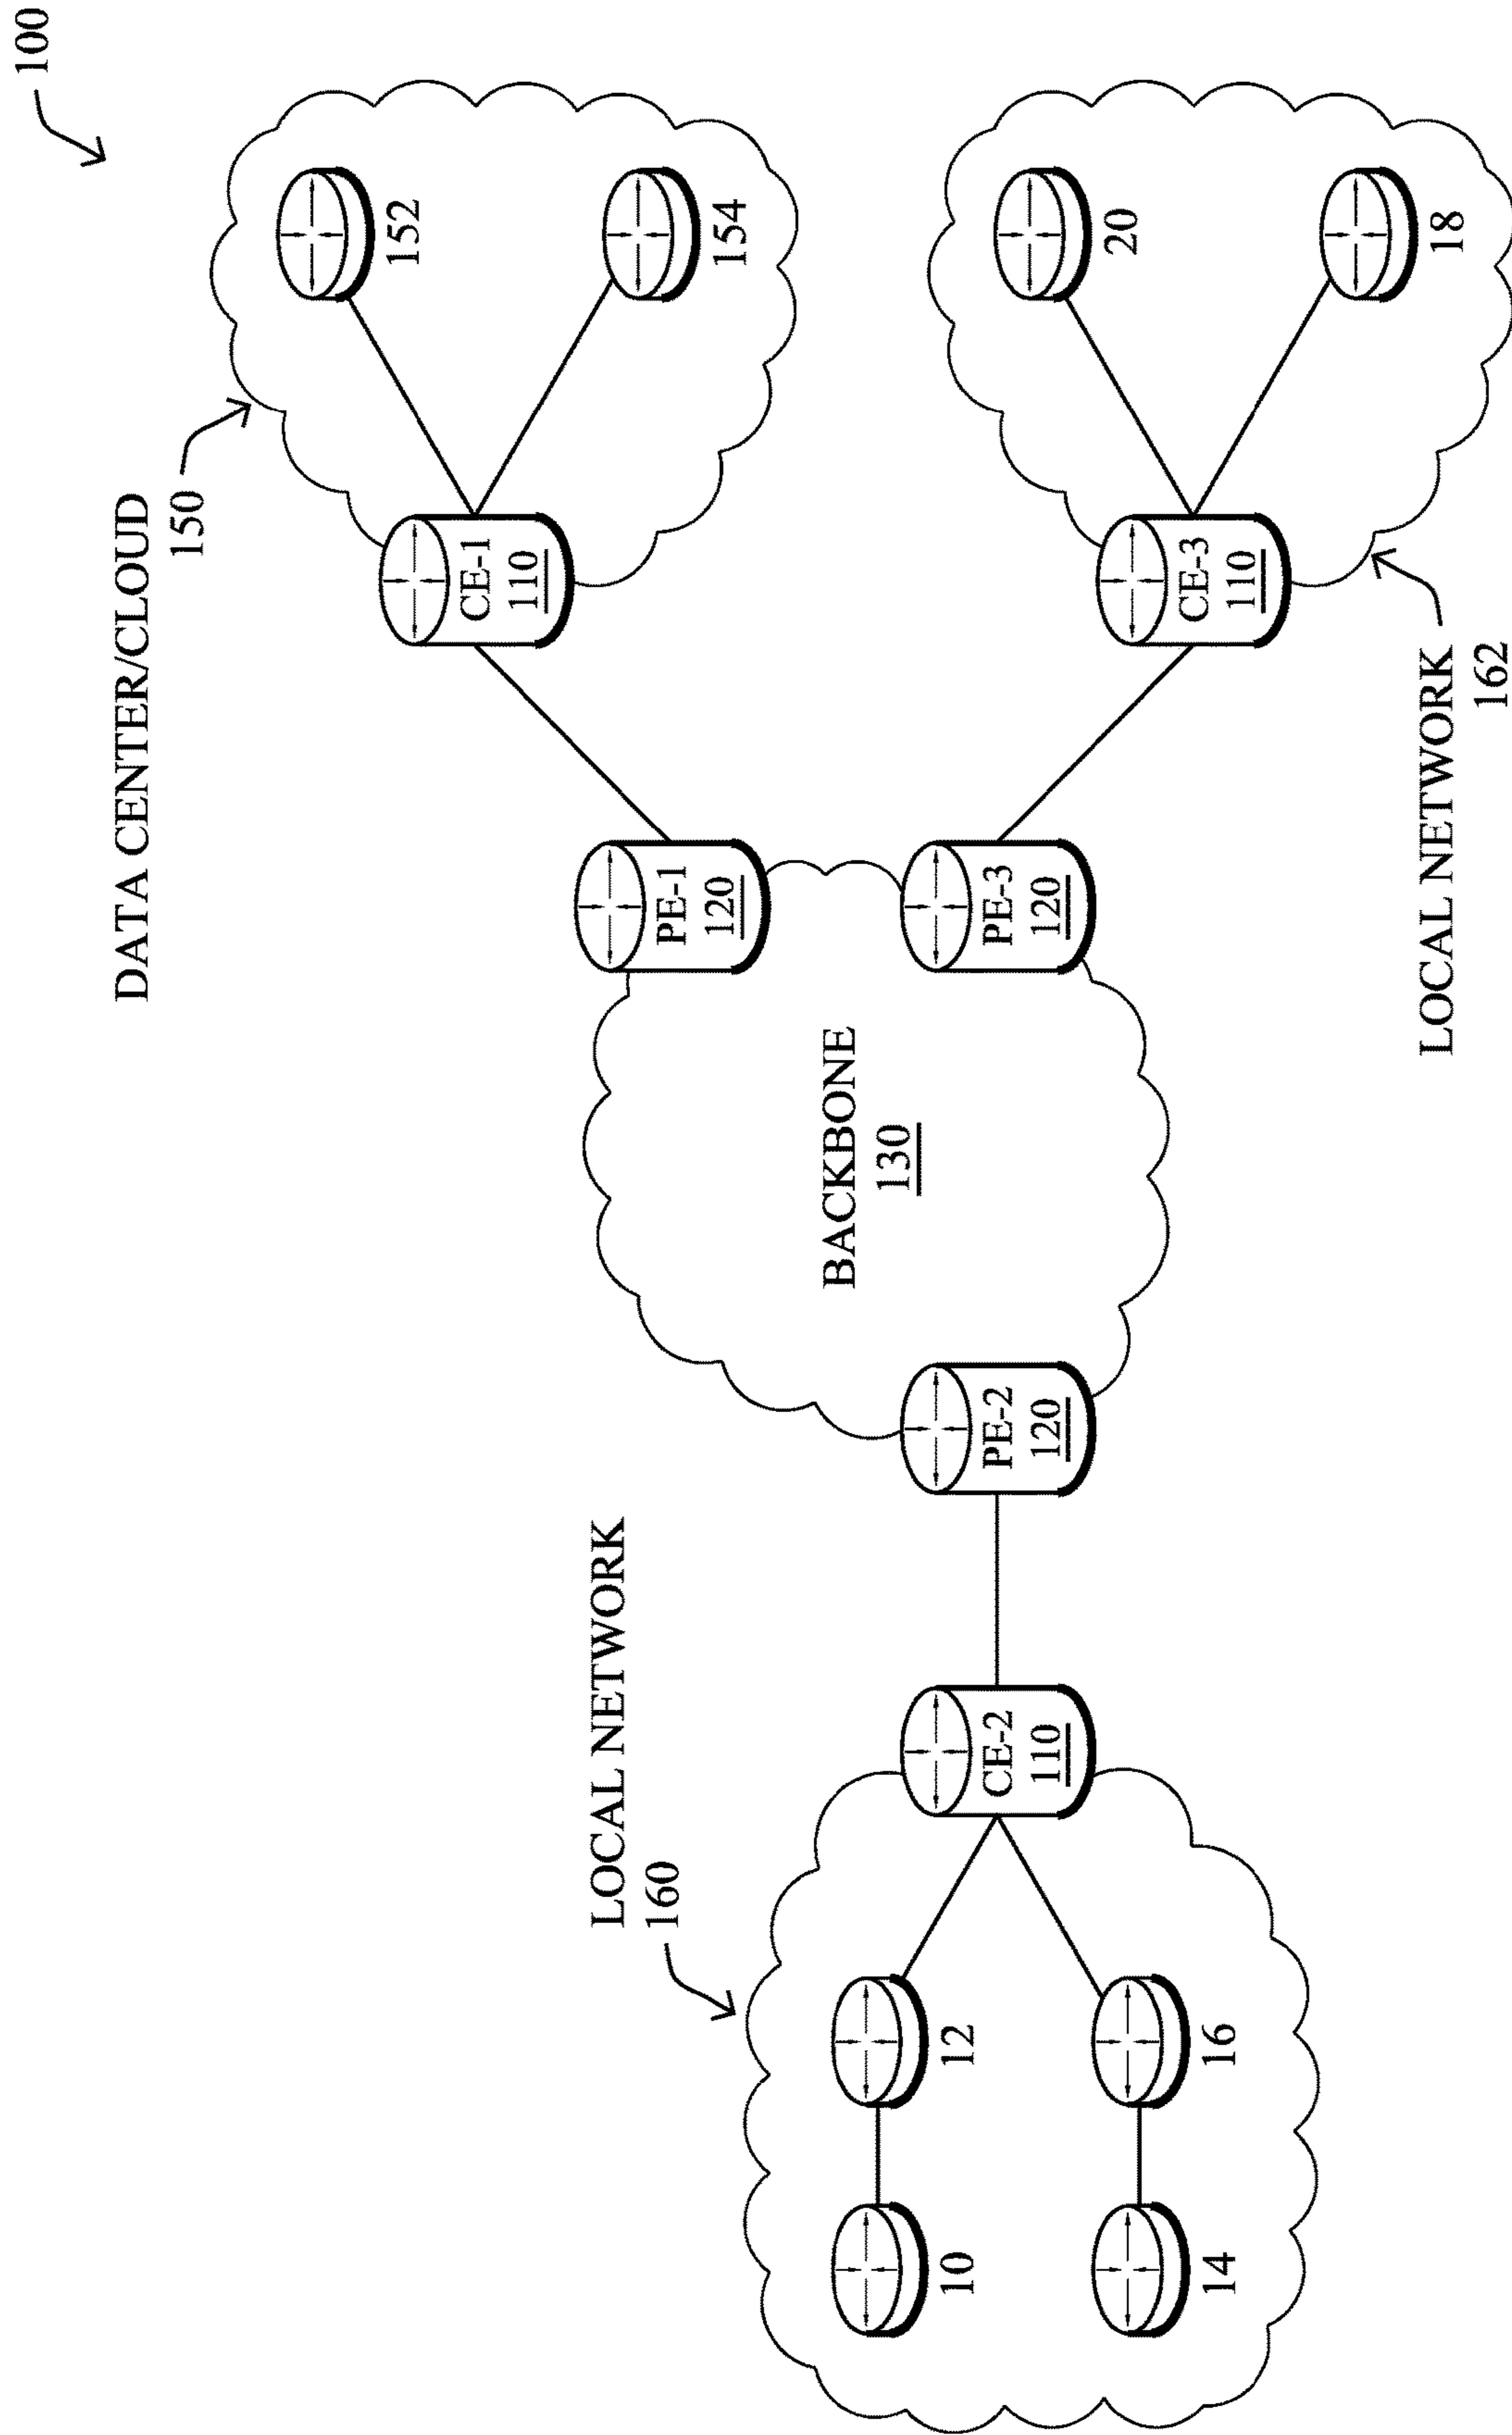 100
DATA CENTER/CLOUD
150
152
CE-1
110
154
PE-1
120
LOCAL NETWORK
160
BACKBONE
130
10
12
CE-2
110
PE-2
120
PE-3
120
CE-3
110
20
14
16
18
LOCAL NETWORK
162